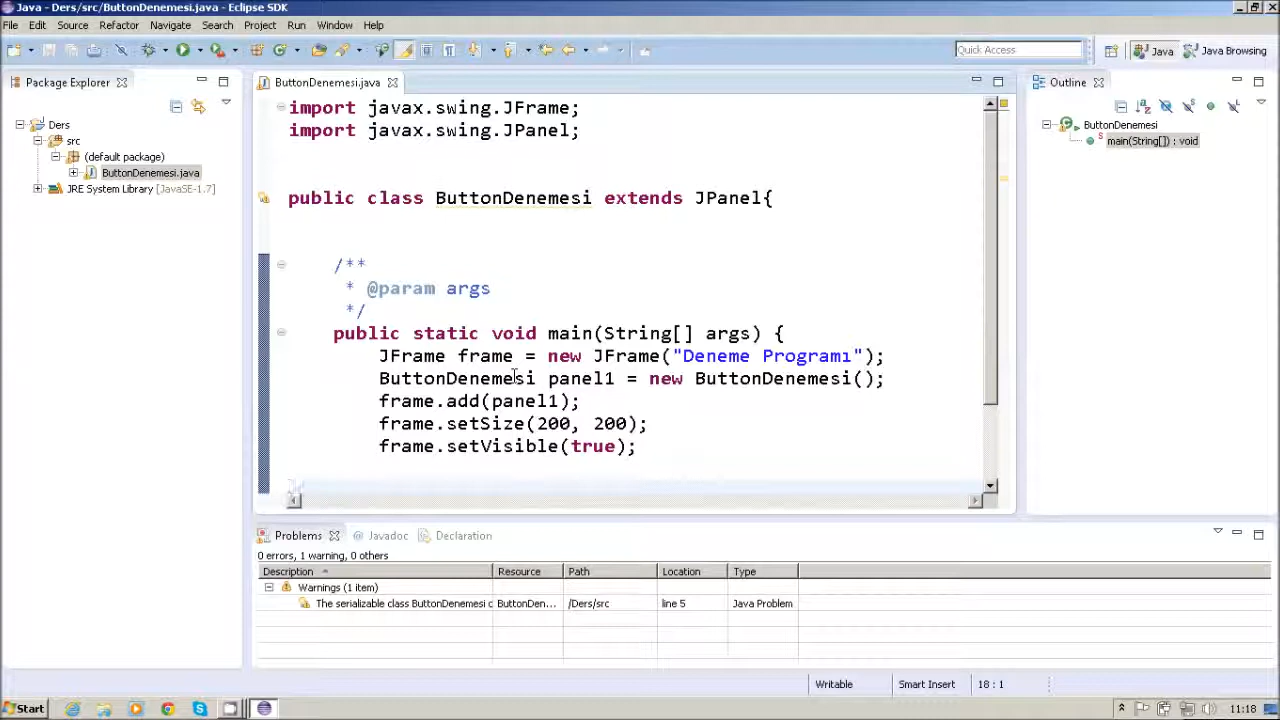 Java - Ders/src/ButtonDenemesi.java - Eclipse SDK
File Edit Source Refactor Navigate Search Project Run Window Help
Quick Access Java Java Browsing
Package Explorer ButtonDenemesi.java Outline
Ders
src
(default package)
ButtonDenemesi.java
JRE System Library [JavaSE-1.7]
import javax.swing.JFrame;
import javax.swing.JPanel;
public class ButtonDenemesi extends JPanel{
/**
* @param args
*/
public static void main(String[] args) {
JFrame frame = new JFrame("Deneme Programı");
ButtonDenemesi panel1 = new ButtonDenemesi();
frame.add(panel1);
frame.setSize(200, 200);
frame.setVisible(true);
ButtonDenemesi
main(String[]) : void
Problems @ Javadoc Declaration
0 errors, 1 warning, 0 others
Description Resource Path Location Type
Warnings (1 item)
The serializable class ButtonDenemesi c ButtonDen... /Ders/src line 5 Java Problem
Writable Smart Insert 18 : 1
Start 11:18